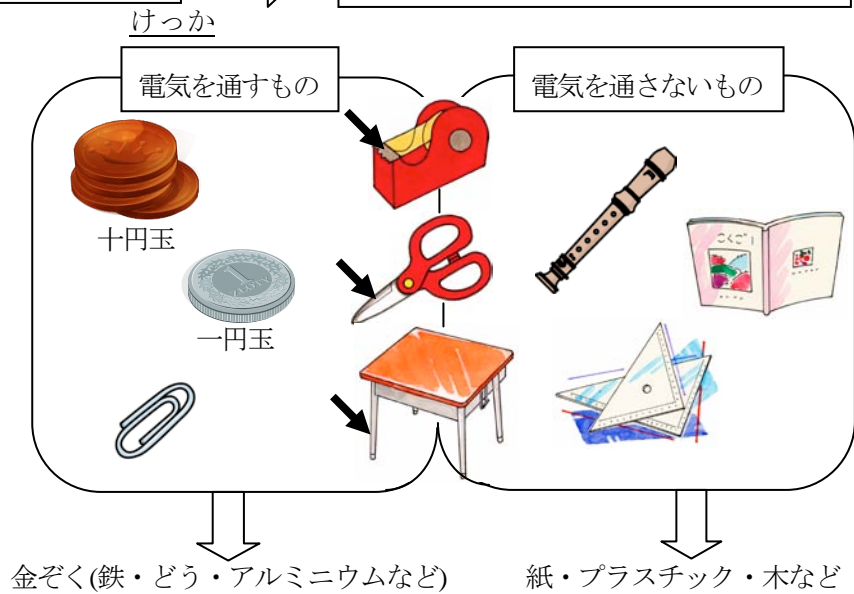 けっか
電気を通すもの
電気を通さないもの
十円玉
こくご
1
一円玉
金ぞく(鉄・どう・アルミニウムなど)
紙・プラスチック・木など